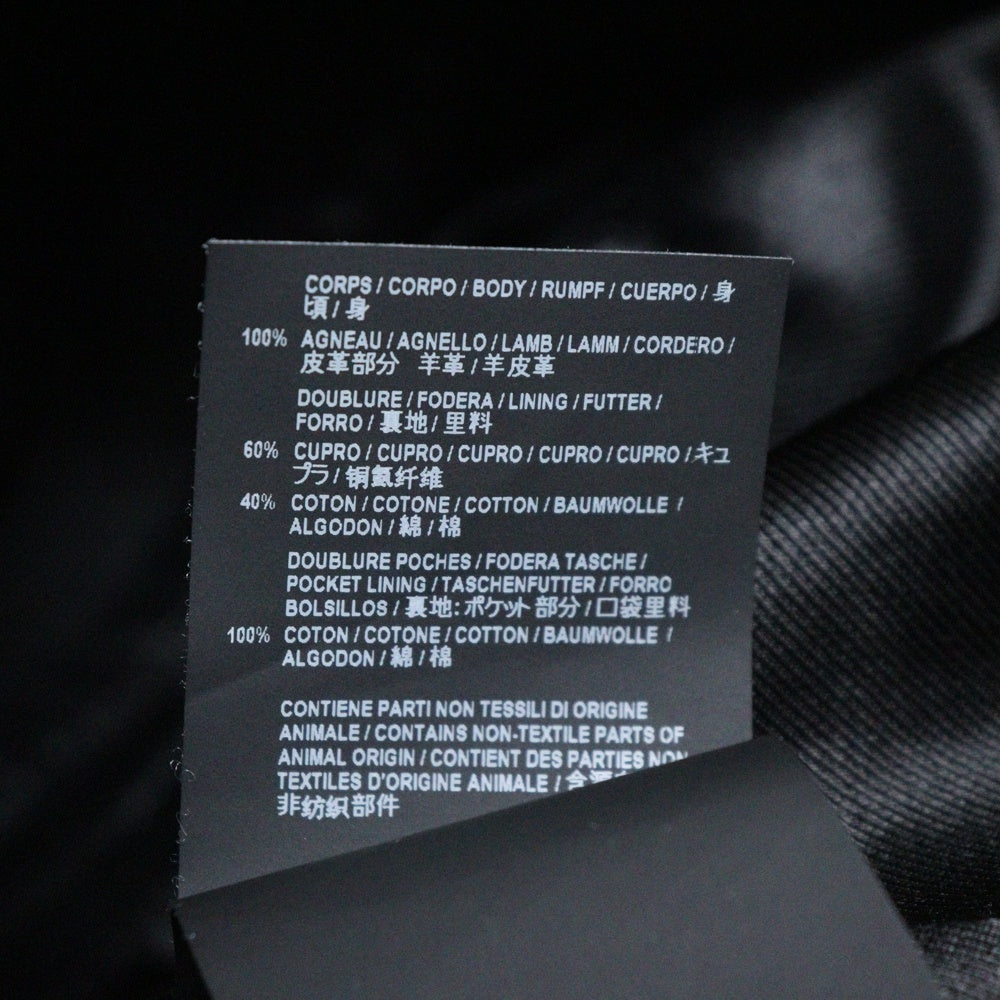 CORPS / CORPO / BODY / RUMPF / CUERPO / 身
頃 / 身
100% AGNEAU / AGNELLO / LAMB / LAMM / CORDERO /
皮革部分 羊革 / 羊皮革
DOUBLURE / FODERA / LINING / FUTTER /
FORRO / 裏地 / 里料
60% CUPRO / CUPRO / CUPRO / CUPRO / CUPRO / キュ
プラ / 铜氨纤维
40% COTON / COTONE / COTTON / BAUMWOLLE /
ALGODON / 綿 / 棉
DOUBLURE POCHES / FODERA TASCHE /
POCKET LINING / TASCHENFUTTER / FORRO
BOLSILLOS / 裏地: ポケット部分 / 口袋里料
100% COTON / COTONE / COTTON / BAUMWOLLE /
ALGODON / 綿 / 棉
CONTIENE PARTI NON TESSILI DI ORIGINE
ANIMALE / CONTAINS NON-TEXTILE PARTS OF
ANIMAL ORIGIN / CONTIENT DES PARTIES NON
TEXTILES D'ORIGINE ANIMALE / 含
非纺织部件